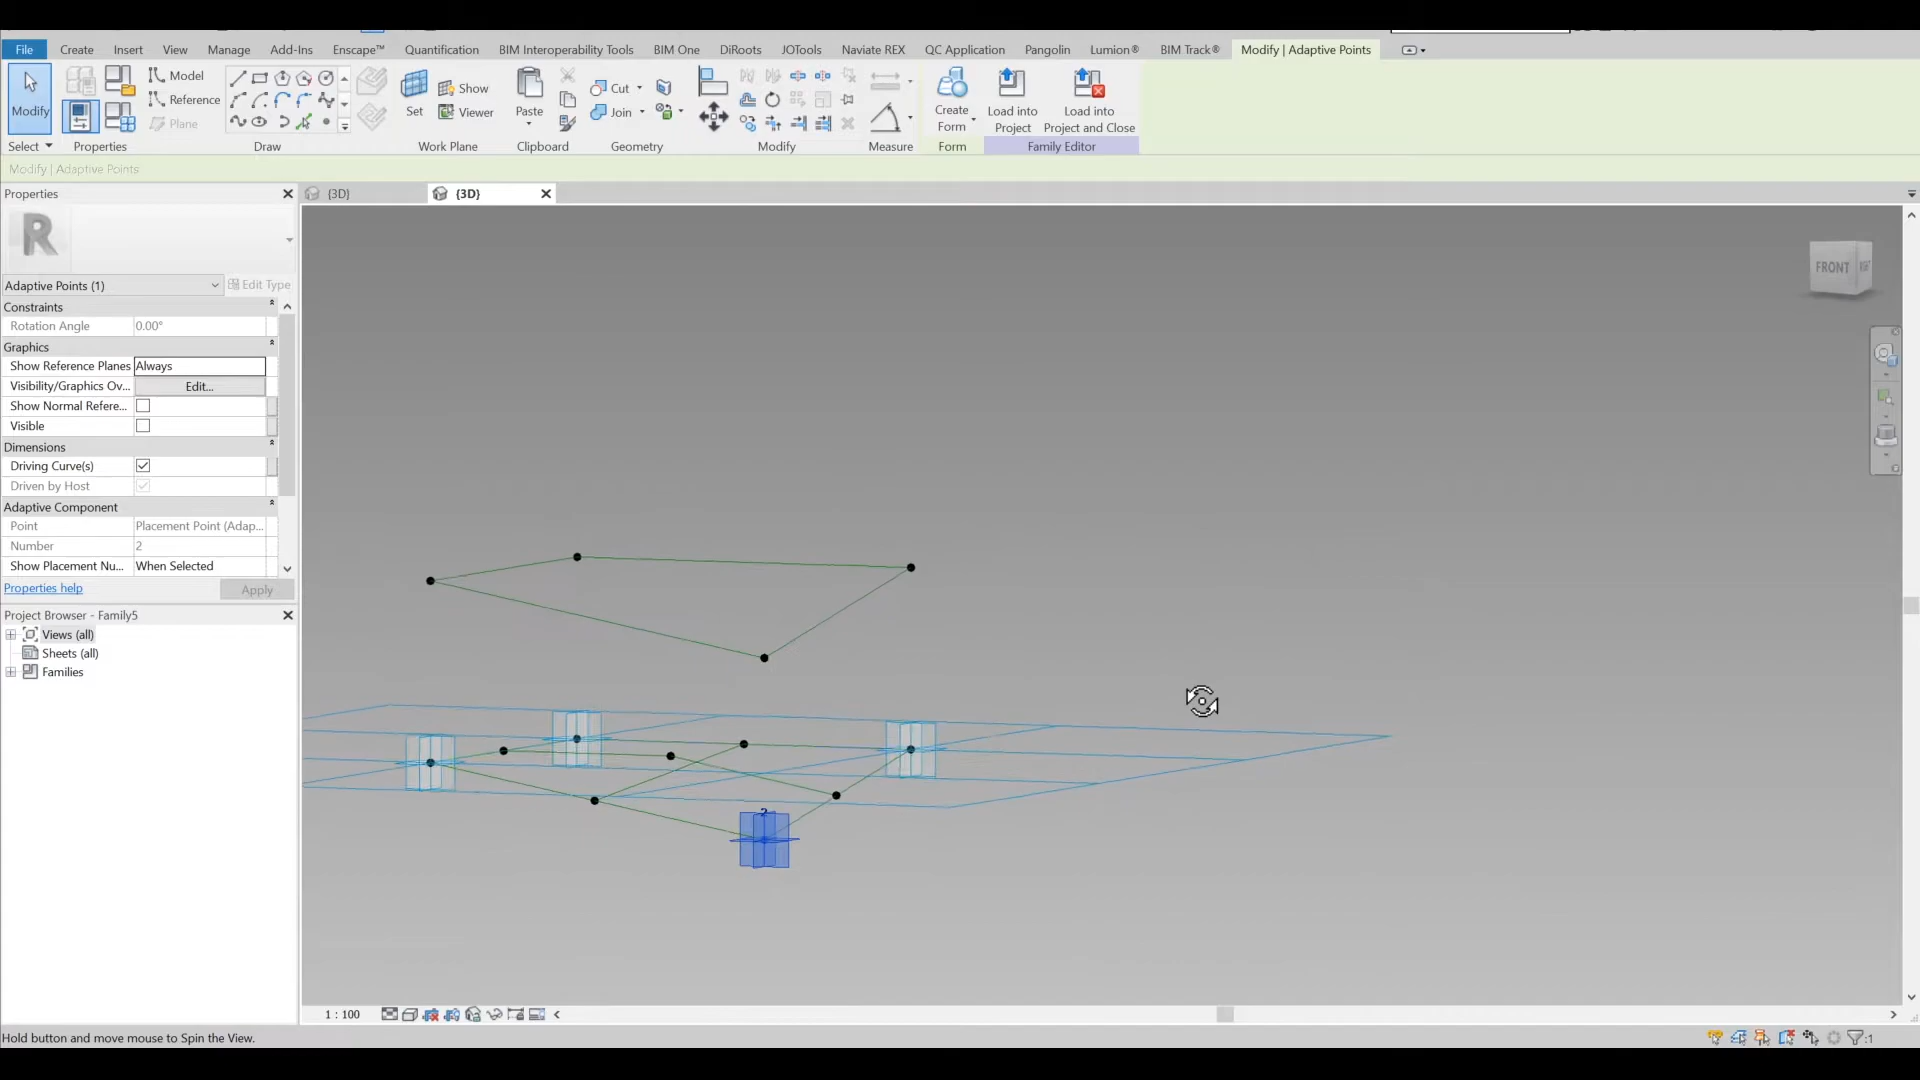 File Create Insert View Manage Add-Ins Enscape™ Quantification BIM Interoperability Tools BIM One DiRoots JOTools Naviate REX QC Application Pangolin Lumion® BIM Track® Modify | Adaptive Points
Modify
Model
Reference
Plane
Set
Show
Viewer
Paste
Cut
Join
Create Form
Load into Project
Load into Project and Close
Select Properties Draw Work Plane Clipboard Geometry Modify Measure Form Family Editor
Modify | Adaptive Points
Properties
{3D}
{3D}
R
Adaptive Points (1) Edit Type
Constraints
Rotation Angle 0.00°
Graphics
Show Reference Planes Always
Visibility/Graphics Ov... Edit...
Show Normal Refere...
Visible
Dimensions
Driving Curve(s)
Driven by Host
Adaptive Component
Point Placement Point (Adap...
Number 2
Show Placement Nu... When Selected
Properties help Apply
Project Browser - Family5
Views (all)
Sheets (all)
Families
FRONT
2
1 : 100
Hold button and move mouse to Spin the View.
:1